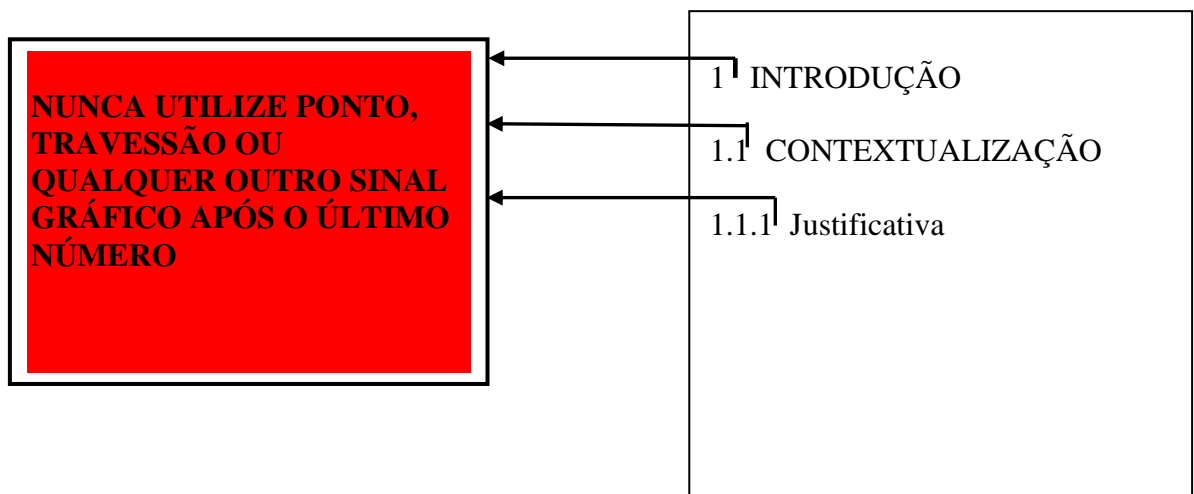 NUNCA UTILIZE PONTO,
TRAVESSÃO OU
QUALQUER OUTRO SINAL
GRÁFICO APÓS O ÚLTIMO
NÚMERO
1 INTRODUÇÃO
1.1 CONTEXTUALIZAÇÃO
1.1.1 Justificativa